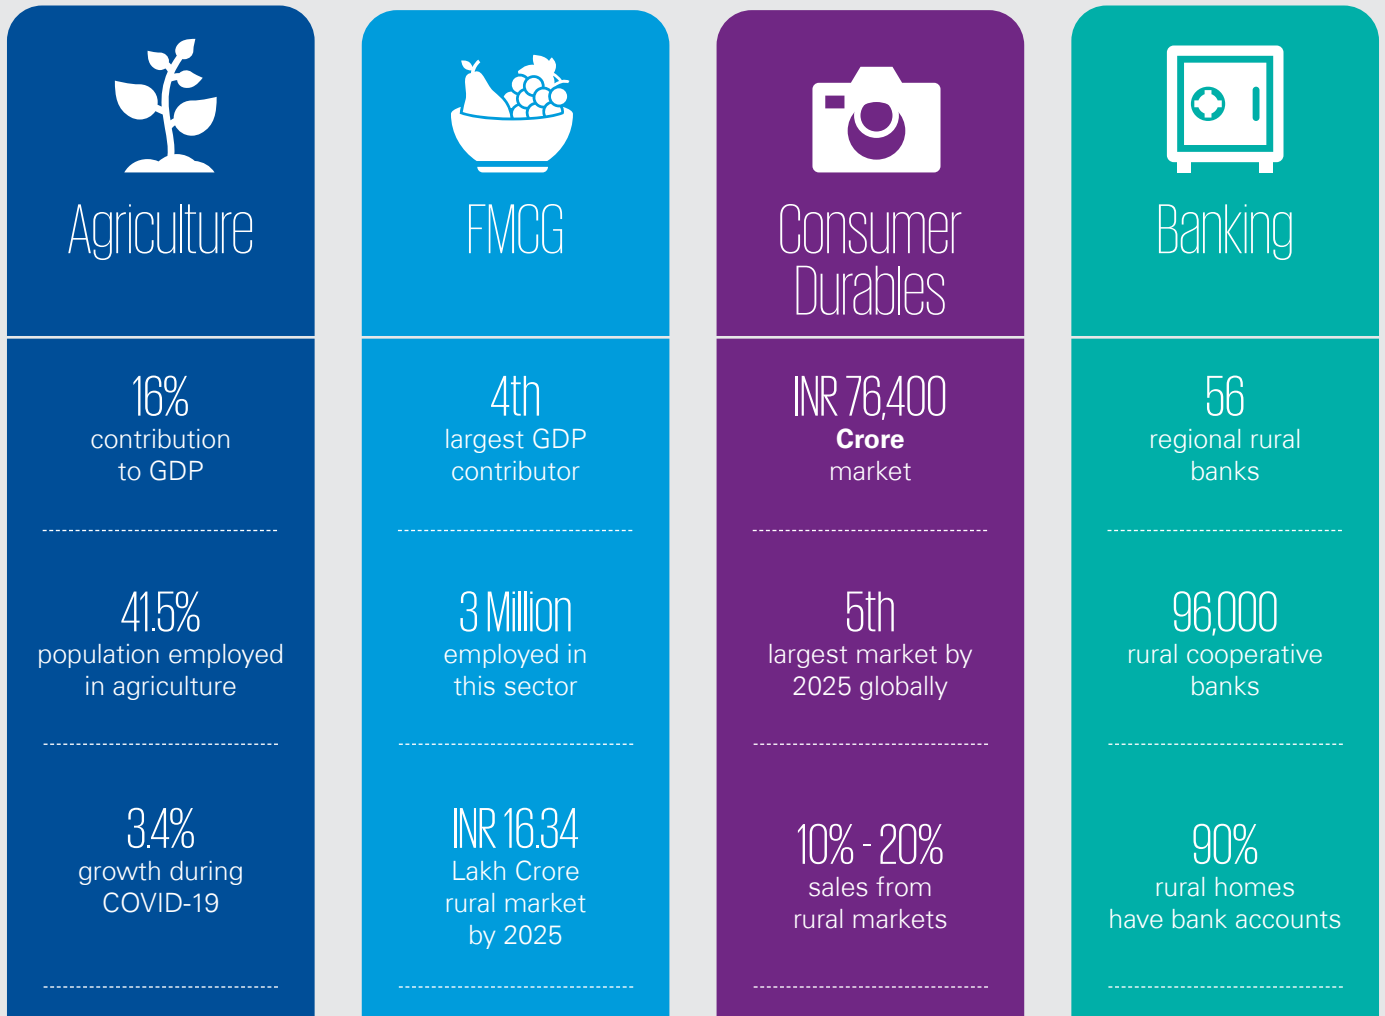 Agriculture
16%
contribution
to GDP
41.5%
population employed
in agriculture
3.4%
growth during
COVID-19
FMCG
4th
largest GDP
contributor
3 Million
employed in
this sector
INR 16.34
Lakh Crore
rural market
by 2025
Consumer
Durables
INR 76,400
Crore
market
5th
largest market by
2025 globally
10% - 20%
sales from
rural markets
Banking
56
regional rural
banks
96,000
rural cooperative
banks
90%
rural homes
have bank accounts